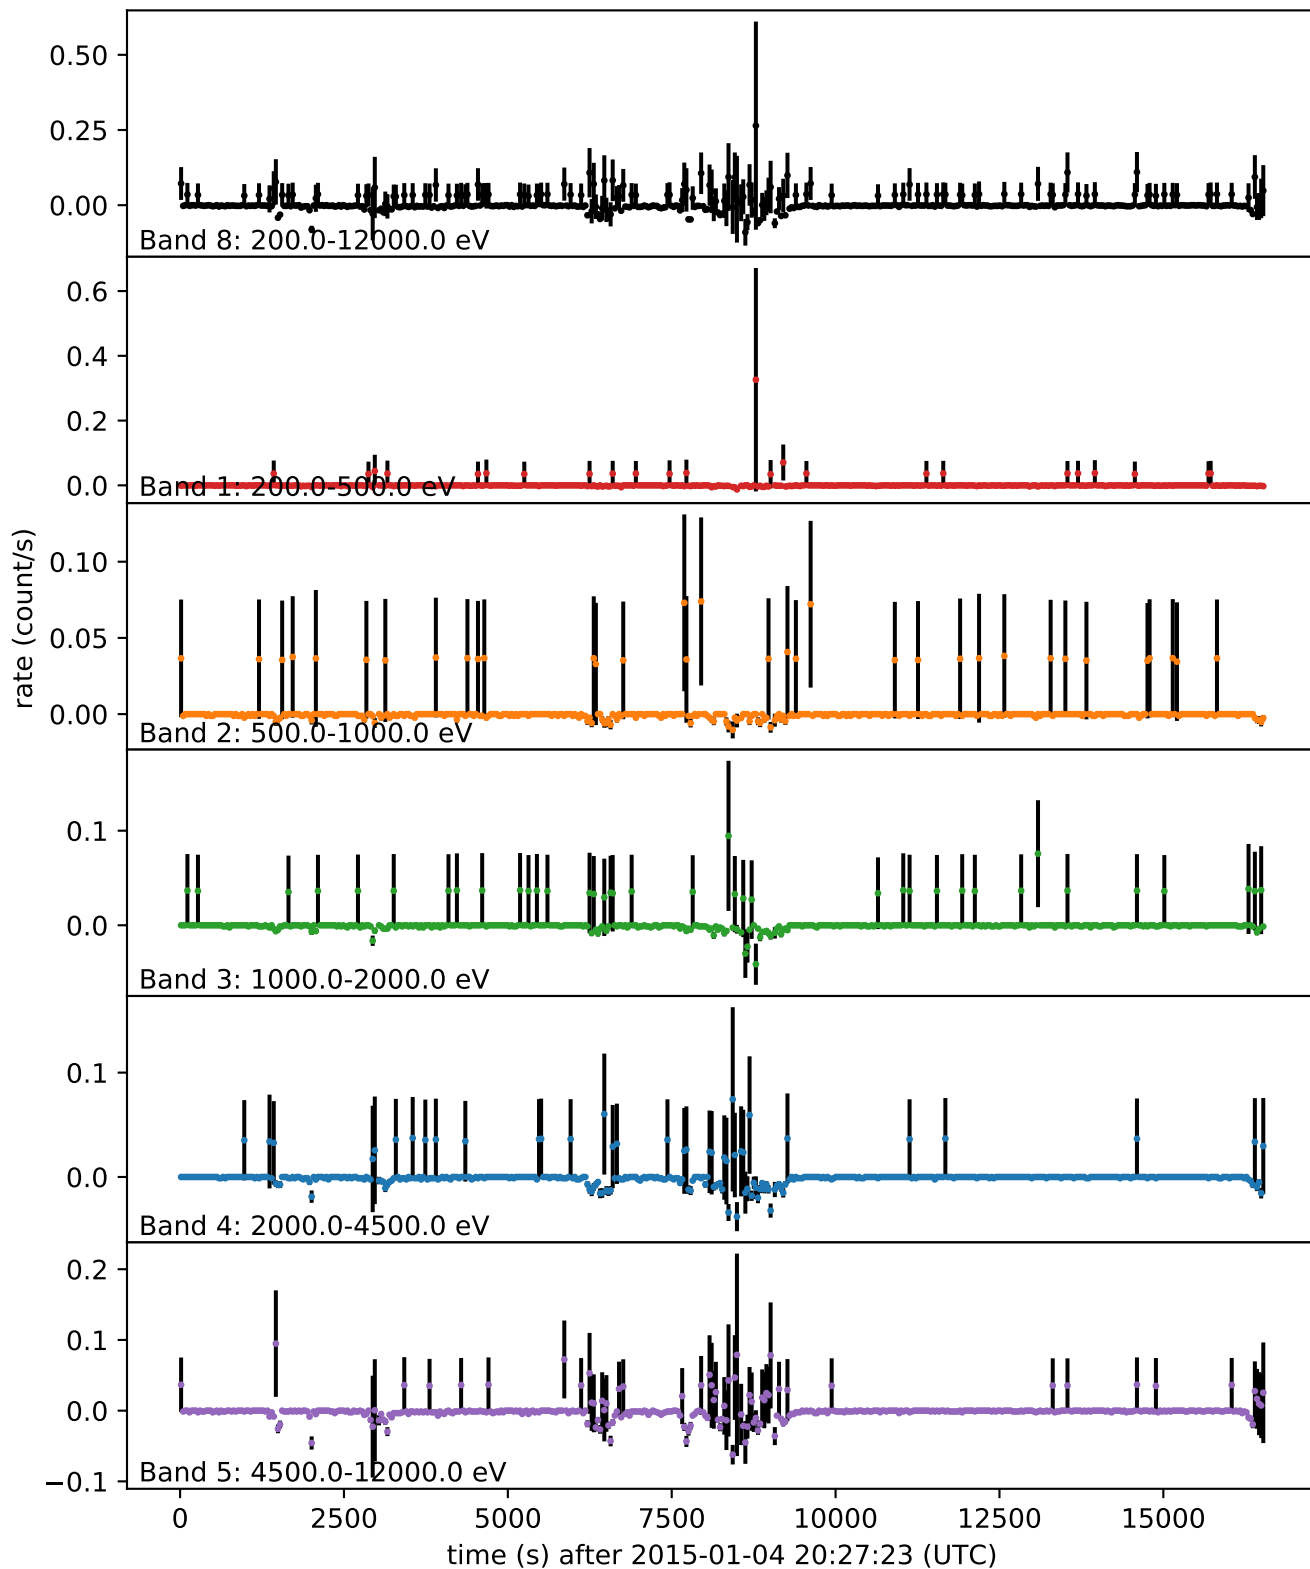 0.50
0.25
0.00
Band 8: 200.0-12000.0 eV
0.6
0.4
0.2
0.0
Band 1: 200.0-500.0 eV
rate (count/s)
0.10
0.05
0.00
Band 2: 500.0-1000.0 eV
0.1
0.0
Band 3: 1000.0-2000.0 eV
0.1
0.0
Band 4: 2000.0-4500.0 eV
0.2
0.1
0.0
−0.1
Band 5: 4500.0-12000.0 eV
0 2500 5000 7500 10000 12500 15000
time (s) after 2015-01-04 20:27:23 (UTC)